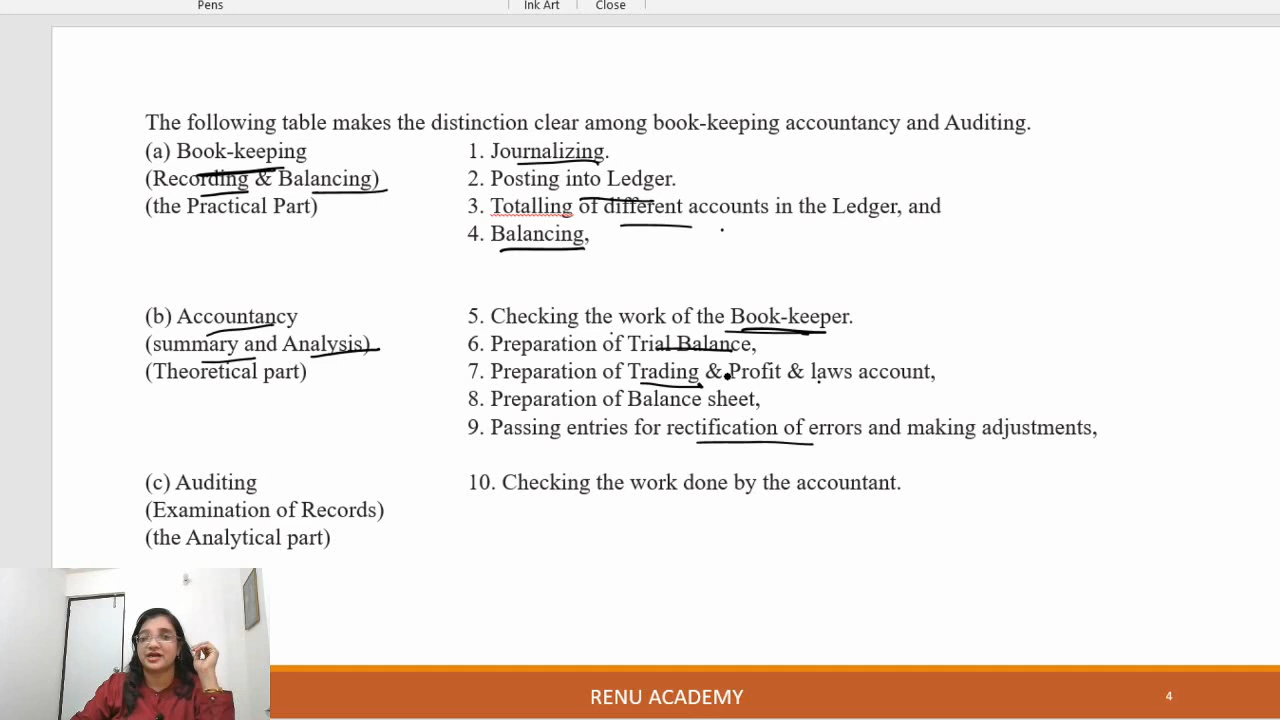 Pens Ink Art Close
The following table makes the distinction clear among book-keeping accountancy and Auditing.
(a) Book-keeping 1. Journalizing.
(Recording & Balancing) 2. Posting into Ledger.
(the Practical Part) 3. Totalling of different accounts in the Ledger, and
4. Balancing,
(b) Accountancy 5. Checking the work of the Book-keeper.
(summary and Analysis) 6. Preparation of Trial Balance,
(Theoretical part) 7. Preparation of Trading & Profit & laws account,
8. Preparation of Balance sheet,
9. Passing entries for rectification of errors and making adjustments,
(c) Auditing 10. Checking the work done by the accountant.
(Examination of Records)
(the Analytical part)
RENU ACADEMY 4